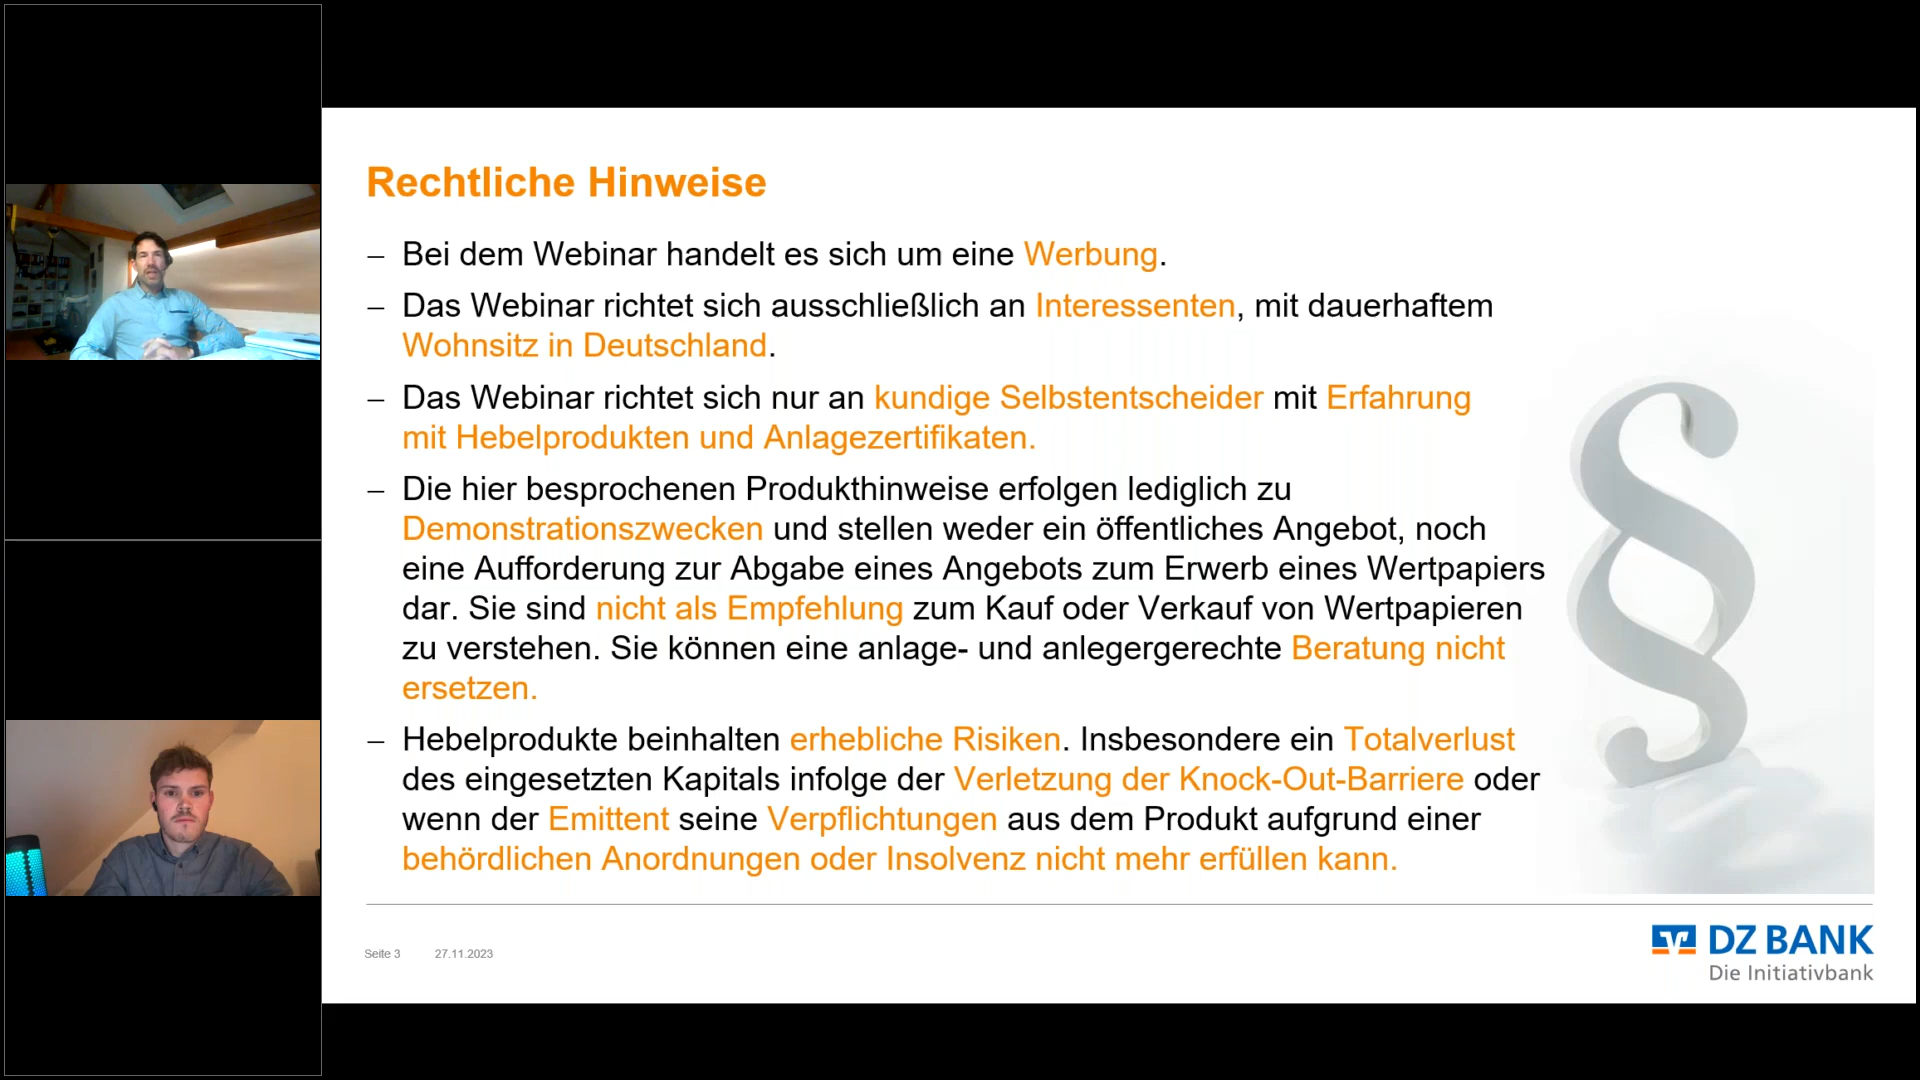 Rechtliche Hinweise
– Bei dem Webinar handelt es sich um eine Werbung.
– Das Webinar richtet sich ausschließlich an Interessenten, mit dauerhaftem
Wohnsitz in Deutschland.
– Das Webinar richtet sich nur an kundige Selbstentscheider mit Erfahrung
mit Hebelprodukten und Anlagezertifikaten.
– Die hier besprochenen Produkthinweise erfolgen lediglich zu
Demonstrationszwecken und stellen weder ein öffentliches Angebot, noch
eine Aufforderung zur Abgabe eines Angebots zum Erwerb eines Wertpapiers
dar. Sie sind nicht als Empfehlung zum Kauf oder Verkauf von Wertpapieren
zu verstehen. Sie können eine anlage- und anlegergerechte Beratung nicht
ersetzen.
– Hebelprodukte beinhalten erhebliche Risiken. Insbesondere ein Totalverlust
des eingesetzten Kapitals infolge der Verletzung der Knock-Out-Barriere oder
wenn der Emittent seine Verpflichtungen aus dem Produkt aufgrund einer
behördlichen Anordnungen oder Insolvenz nicht mehr erfüllen kann.
§
Seite 3 27.11.2023
DZ BANK
Die Initiativbank